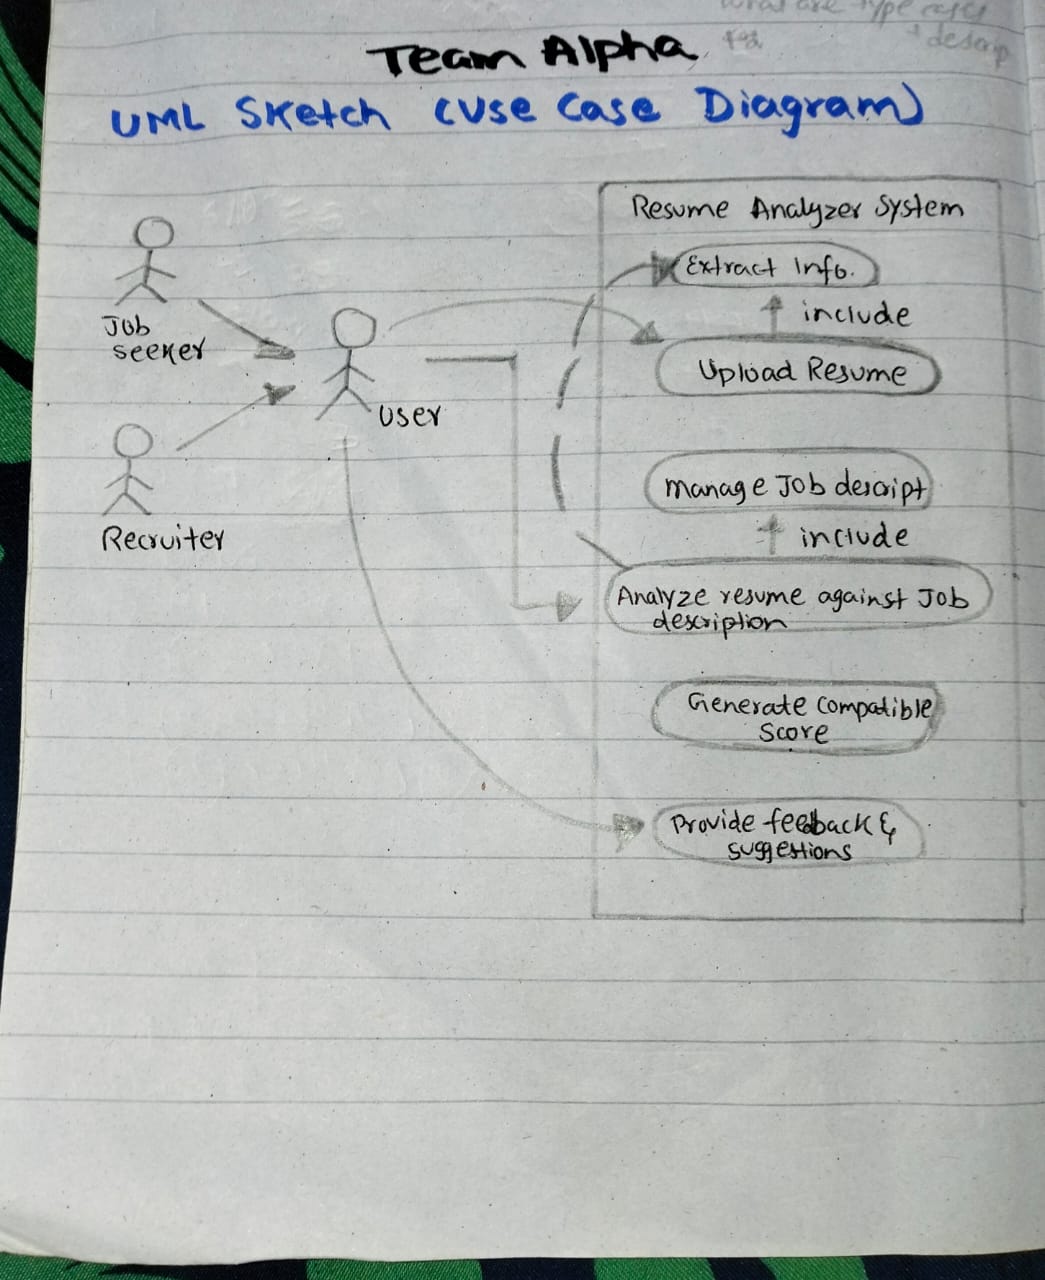 what are type
descrip
Team Alpha
UML Sketch (Use Case Diagram)
Resume Analyzer System
Extract Info.
include
Upload Resume
Job
seeker
User
manage Job descript
include
Recruiter
Analyze resume against Job
description
Generate compatible
score
Provide feedback &
suggestions